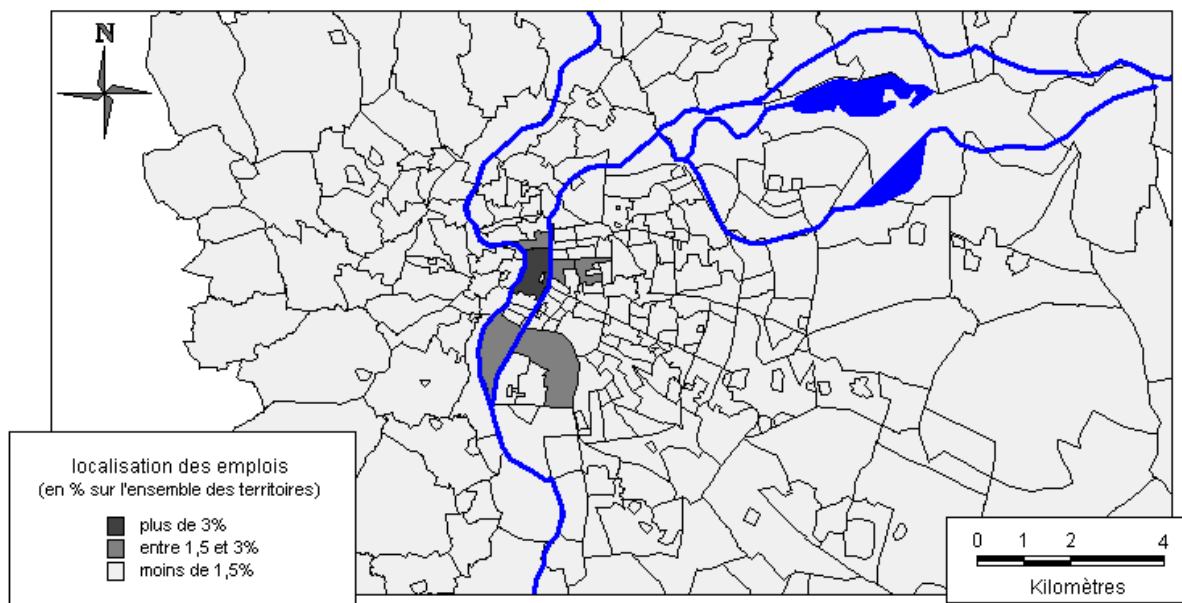 N
localisation des emplois
(en % sur l'ensemble des territoires)
plus de 3%
entre 1,5 et 3%
moins de 1,5%
0 1 2 4
Kilomètres